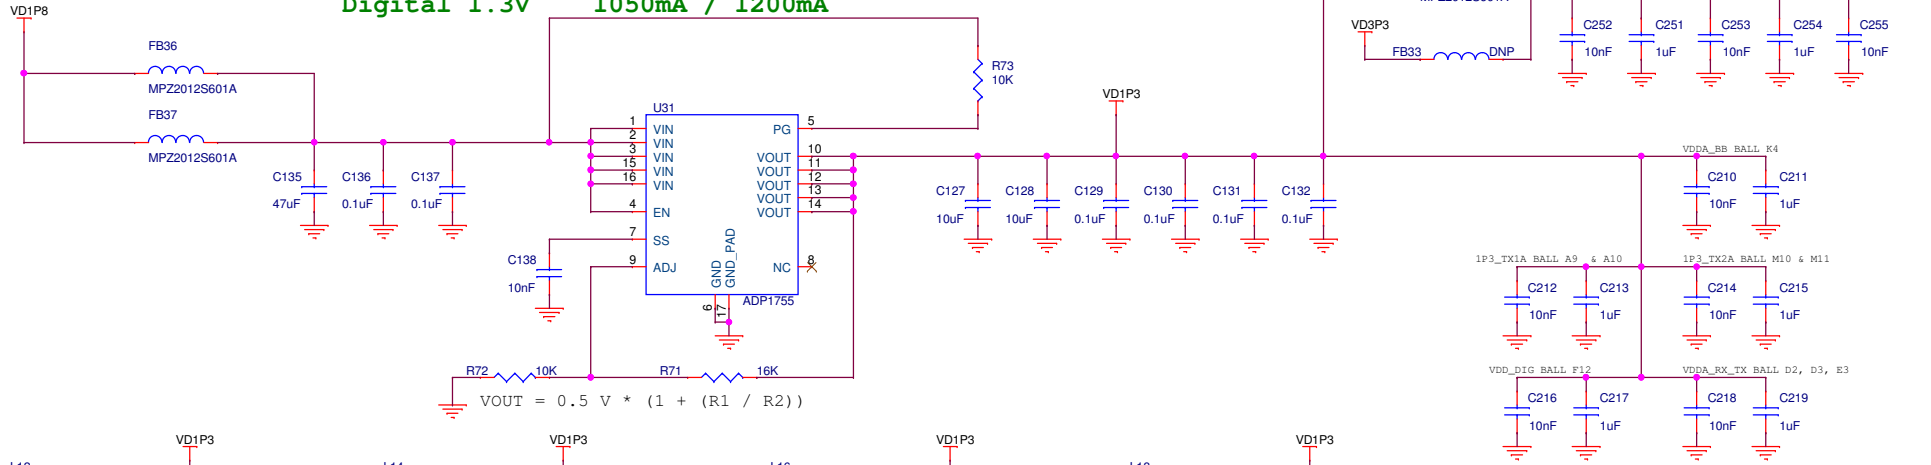 Digital 1.3V 1050mA / 1200mA
VD1P8
FB36
MPZ2012S601A
FB37
MPZ2012S601A
C135
47uF
C136
0.1uF
C137
0.1uF
U31
1 VIN
2 VIN
3 VIN
15 VIN
16 VIN
4 EN
7 SS
9 ADJ
PG 5
VOUT 10
VOUT 11
VOUT 12
VOUT 13
VOUT 14
NC 8
GND 6
GND_PAD 17
ADP1755
C138
10nF
R73
10K
R72 10K
R71 16K
VOUT = 0.5 V * (1 + (R1 / R2))
VD1P3
C127
10uF
C128
10uF
C129
0.1uF
C130
0.1uF
C131
0.1uF
C132
0.1uF
VD3P3
FB33 DNP
C252
10nF
C251
1uF
C253
10nF
C254
1uF
C255
10nF
VDDA_BB BALL K4
C210
10nF
C211
1uF
1P3_TX1A BALL A9 & A10
C212
10nF
C213
1uF
1P3_TX2A BALL M10 & M11
C214
10nF
C215
1uF
VDD_DIG BALL F12
C216
10nF
C217
1uF
VDDA_RX_TX BALL D2, D3, E3
C218
10nF
C219
1uF
VD1P3
VD1P3
VD1P3
VD1P3